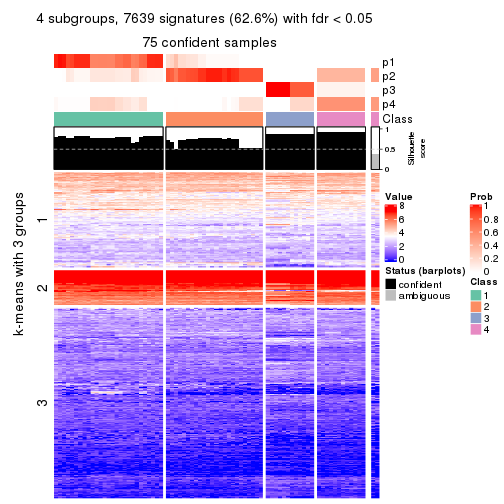 4 subgroups, 7639 signatures (62.6%) with fdr < 0.05
75 confident samples
p1
p2
p3
p4
Class
1
0.5
0
Silhouette
score
k-means with 3 groups
1
2
3
Value
8
6
4
2
0
Status (barplots)
confident
ambiguous
Prob
1
0.8
0.6
0.4
0.2
0
Class
1
2
3
4